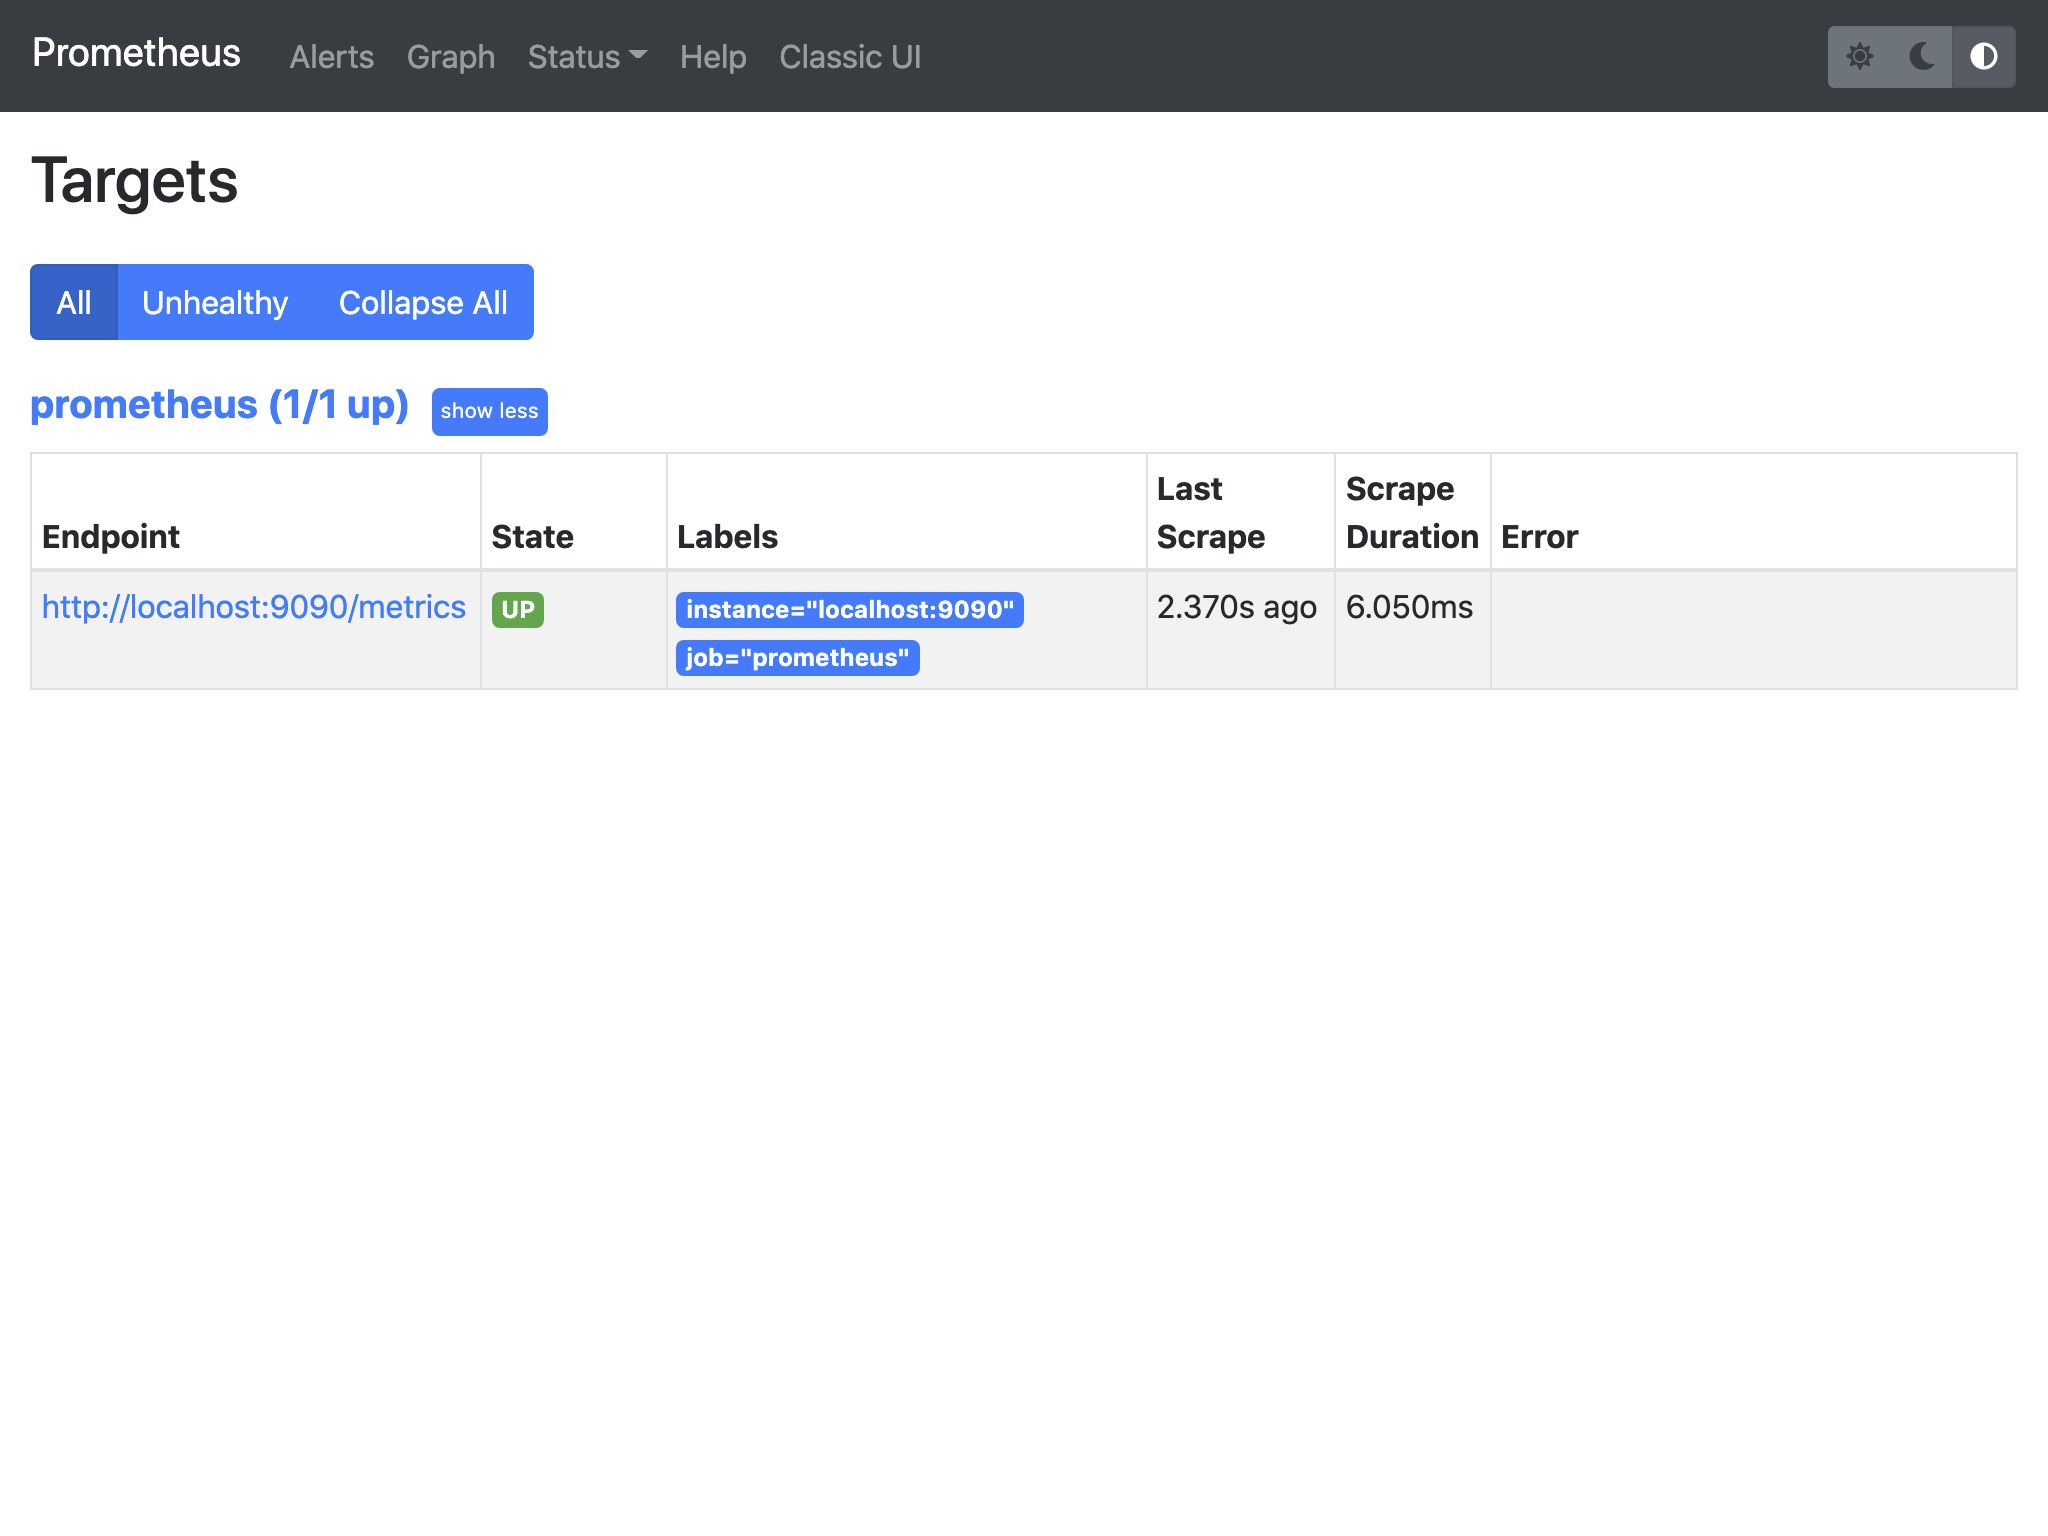 Prometheus Alerts Graph Status Help Classic UI
Targets
All Unhealthy Collapse All
prometheus (1/1 up) show less
Endpoint State Labels Last Scrape Scrape Duration Error
http://localhost:9090/metrics UP instance="localhost:9090" 2.370s ago 6.050ms
job="prometheus"